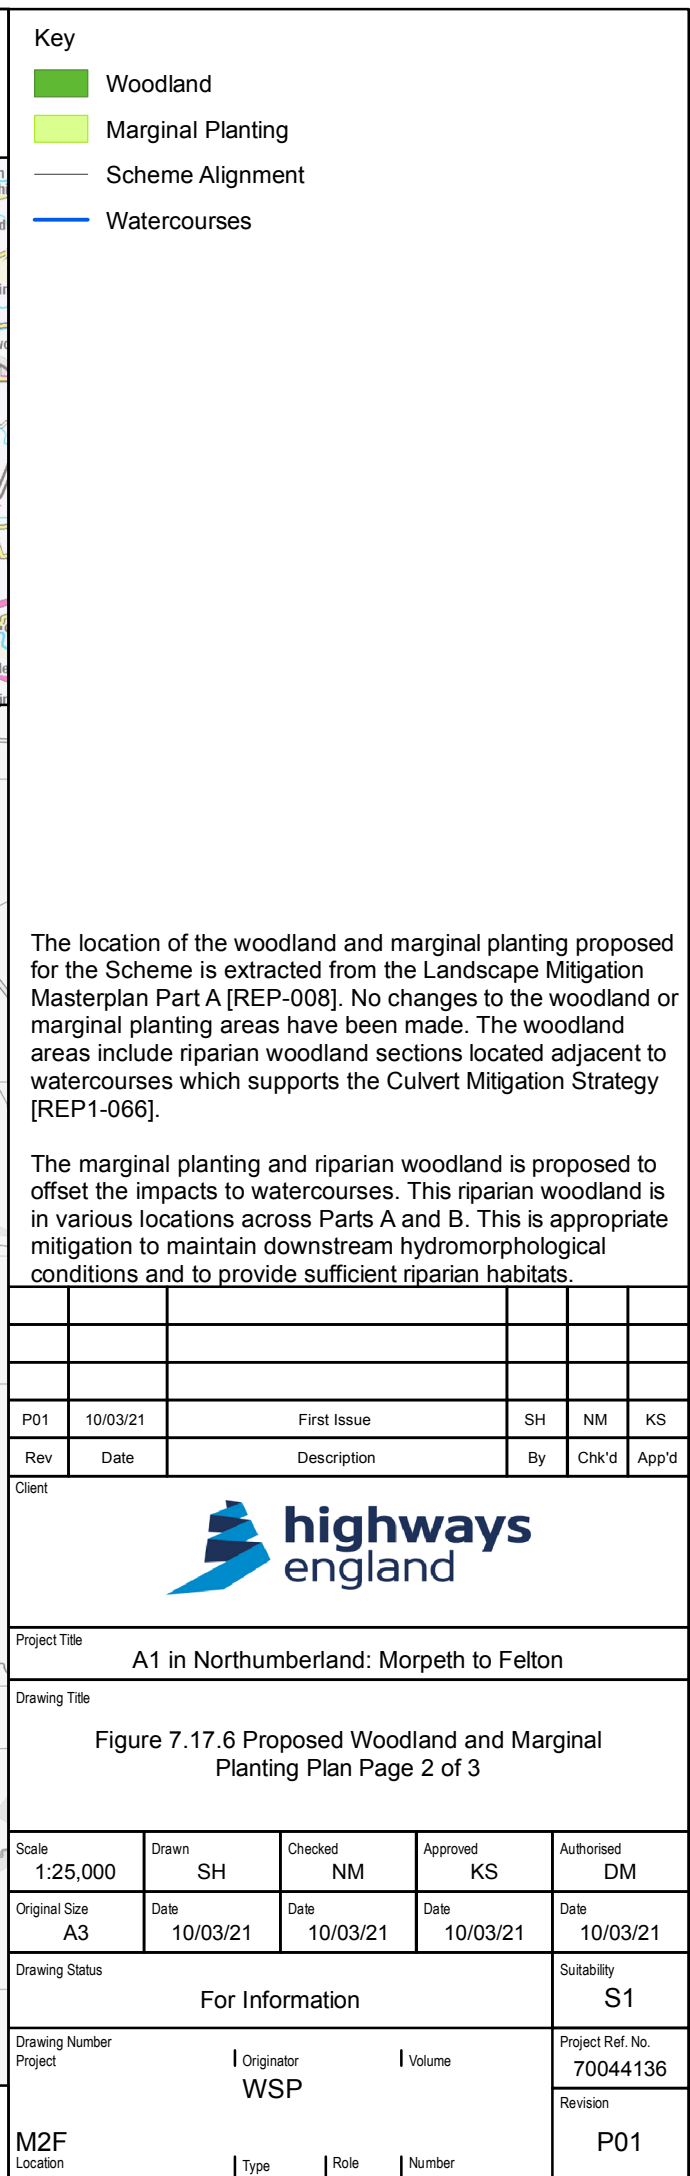 Key
Woodland
Marginal Planting
Scheme Alignment
Watercourses
The location of the woodland and marginal planting proposed
for the Scheme is extracted from the Landscape Mitigation
Masterplan Part A [REP-008]. No changes to the woodland or
marginal planting areas have been made. The woodland
areas include riparian woodland sections located adjacent to
watercourses which supports the Culvert Mitigation Strategy
[REP1-066].
The marginal planting and riparian woodland is proposed to
offset the impacts to watercourses. This riparian woodland is
in various locations across Parts A and B. This is appropriate
mitigation to maintain downstream hydromorphological
conditions and to provide sufficient riparian habitats.
P01 10/03/21 First Issue SH NM KS
Rev Date Description By Chk'd App'd
Client
highways
england
Project Title
A1 in Northumberland: Morpeth to Felton
Drawing Title
Figure 7.17.6 Proposed Woodland and Marginal
Planting Plan Page 2 of 3
Scale Drawn Checked Approved Authorised
1:25,000 SH NM KS DM
Original Size Date Date Date Date
A3 10/03/21 10/03/21 10/03/21 10/03/21
Drawing Status Suitability
For Information S1
Drawing Number Project Ref. No.
Project Originator Volume
70044136
WSP
Revision
M2F P01
Location Type Role Number